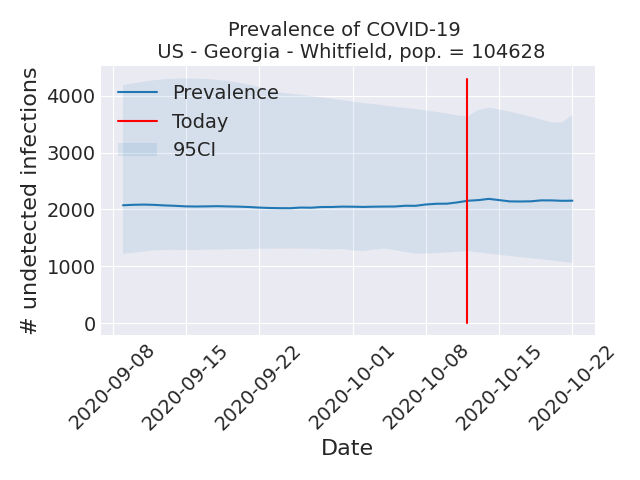 Prevalence of COVID-19
US - Georgia - Whitfield, pop. = 104628
# undetected infections
4000
3000
2000
1000
0
Prevalence
Today
95CI
2020-09-08
2020-09-15
2020-09-22
2020-10-01
2020-10-08
2020-10-15
2020-10-22
Date